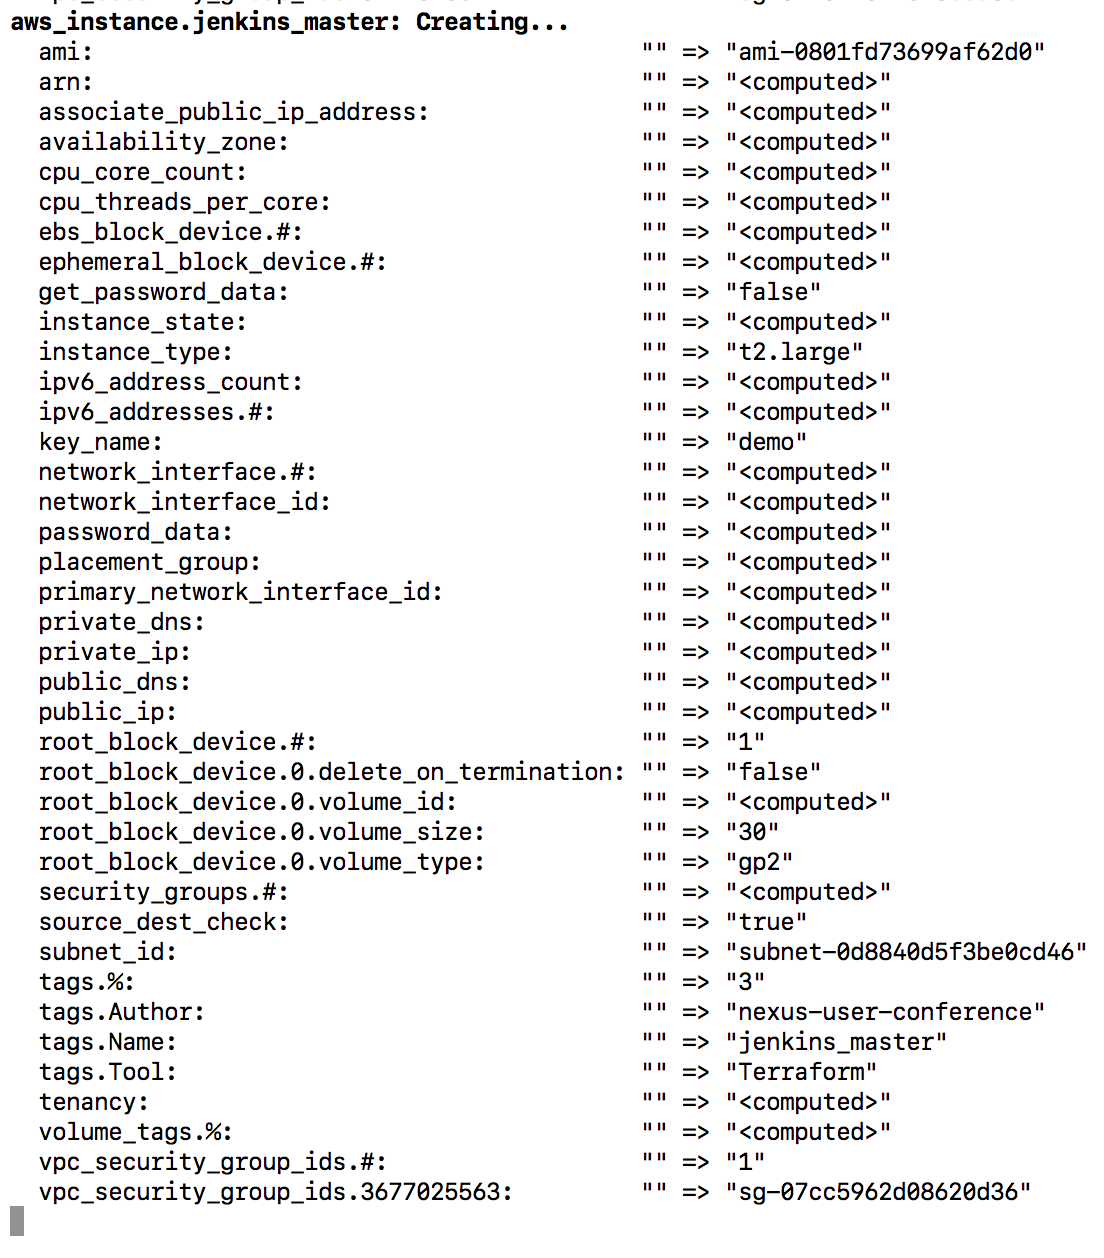 aws_instance.jenkins_master: Creating...
ami: "" => "ami-0801fd73699af62d0"
arn: "" => "<computed>"
associate_public_ip_address: "" => "<computed>"
availability_zone: "" => "<computed>"
cpu_core_count: "" => "<computed>"
cpu_threads_per_core: "" => "<computed>"
ebs_block_device.#: "" => "<computed>"
ephemeral_block_device.#: "" => "<computed>"
get_password_data: "" => "false"
instance_state: "" => "<computed>"
instance_type: "" => "t2.large"
ipv6_address_count: "" => "<computed>"
ipv6_addresses.#: "" => "<computed>"
key_name: "" => "demo"
network_interface.#: "" => "<computed>"
network_interface_id: "" => "<computed>"
password_data: "" => "<computed>"
placement_group: "" => "<computed>"
primary_network_interface_id: "" => "<computed>"
private_dns: "" => "<computed>"
private_ip: "" => "<computed>"
public_dns: "" => "<computed>"
public_ip: "" => "<computed>"
root_block_device.#: "" => "1"
root_block_device.0.delete_on_termination: "" => "false"
root_block_device.0.volume_id: "" => "<computed>"
root_block_device.0.volume_size: "" => "30"
root_block_device.0.volume_type: "" => "gp2"
security_groups.#: "" => "<computed>"
source_dest_check: "" => "true"
subnet_id: "" => "subnet-0d8840d5f3be0cd46"
tags.%: "" => "3"
tags.Author: "" => "nexus-user-conference"
tags.Name: "" => "jenkins_master"
tags.Tool: "" => "Terraform"
tenancy: "" => "<computed>"
volume_tags.%: "" => "<computed>"
vpc_security_group_ids.#: "" => "1"
vpc_security_group_ids.3677025563: "" => "sg-07cc5962d08620d36"